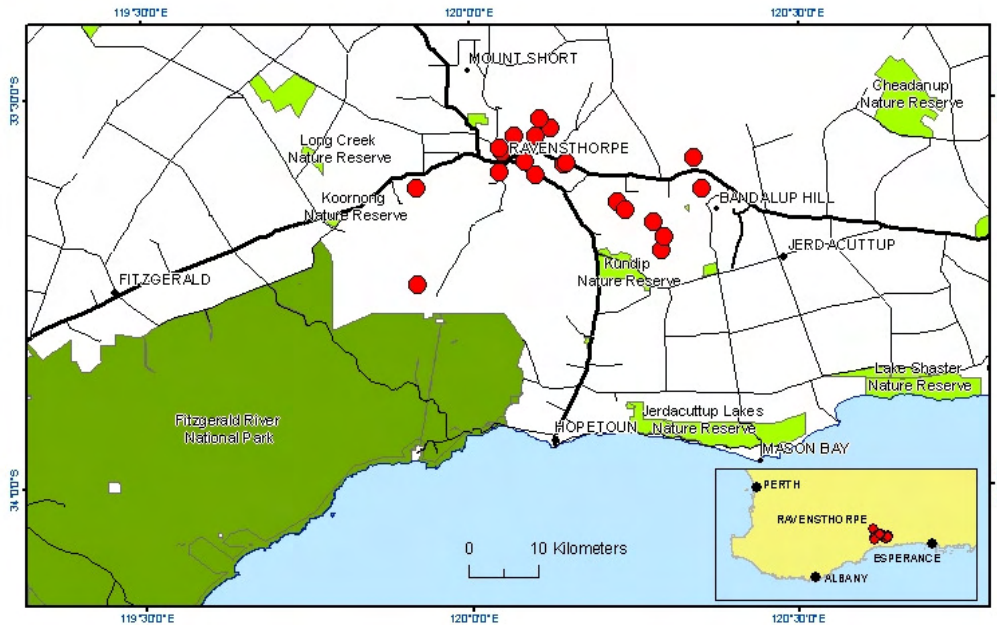 119°30'0"E
120°0'0"E
120°30'0"E
33°30'0"S
MOUNT SHORT
Cheadanup
Nature Reserve
Long Creek
Nature Reserve
RAVENSTHORPE
Koornong
Nature Reserve
BANDALUP HILL
JERDACUTTUP
FITZGERALD
Kundip
Nature Reserve
Lake Shaster
Nature Reserve
Fitzgerald River
National Park
Jerdacuttup Lakes
Nature Reserve
HOPETOUN
MASON BAY
34°0'0"S
0 10 Kilometers
PERTH
RAVENSTHORPE
ESPERANCE
ALBANY
119°30'0"E
120°0'0"E
120°30'0"E